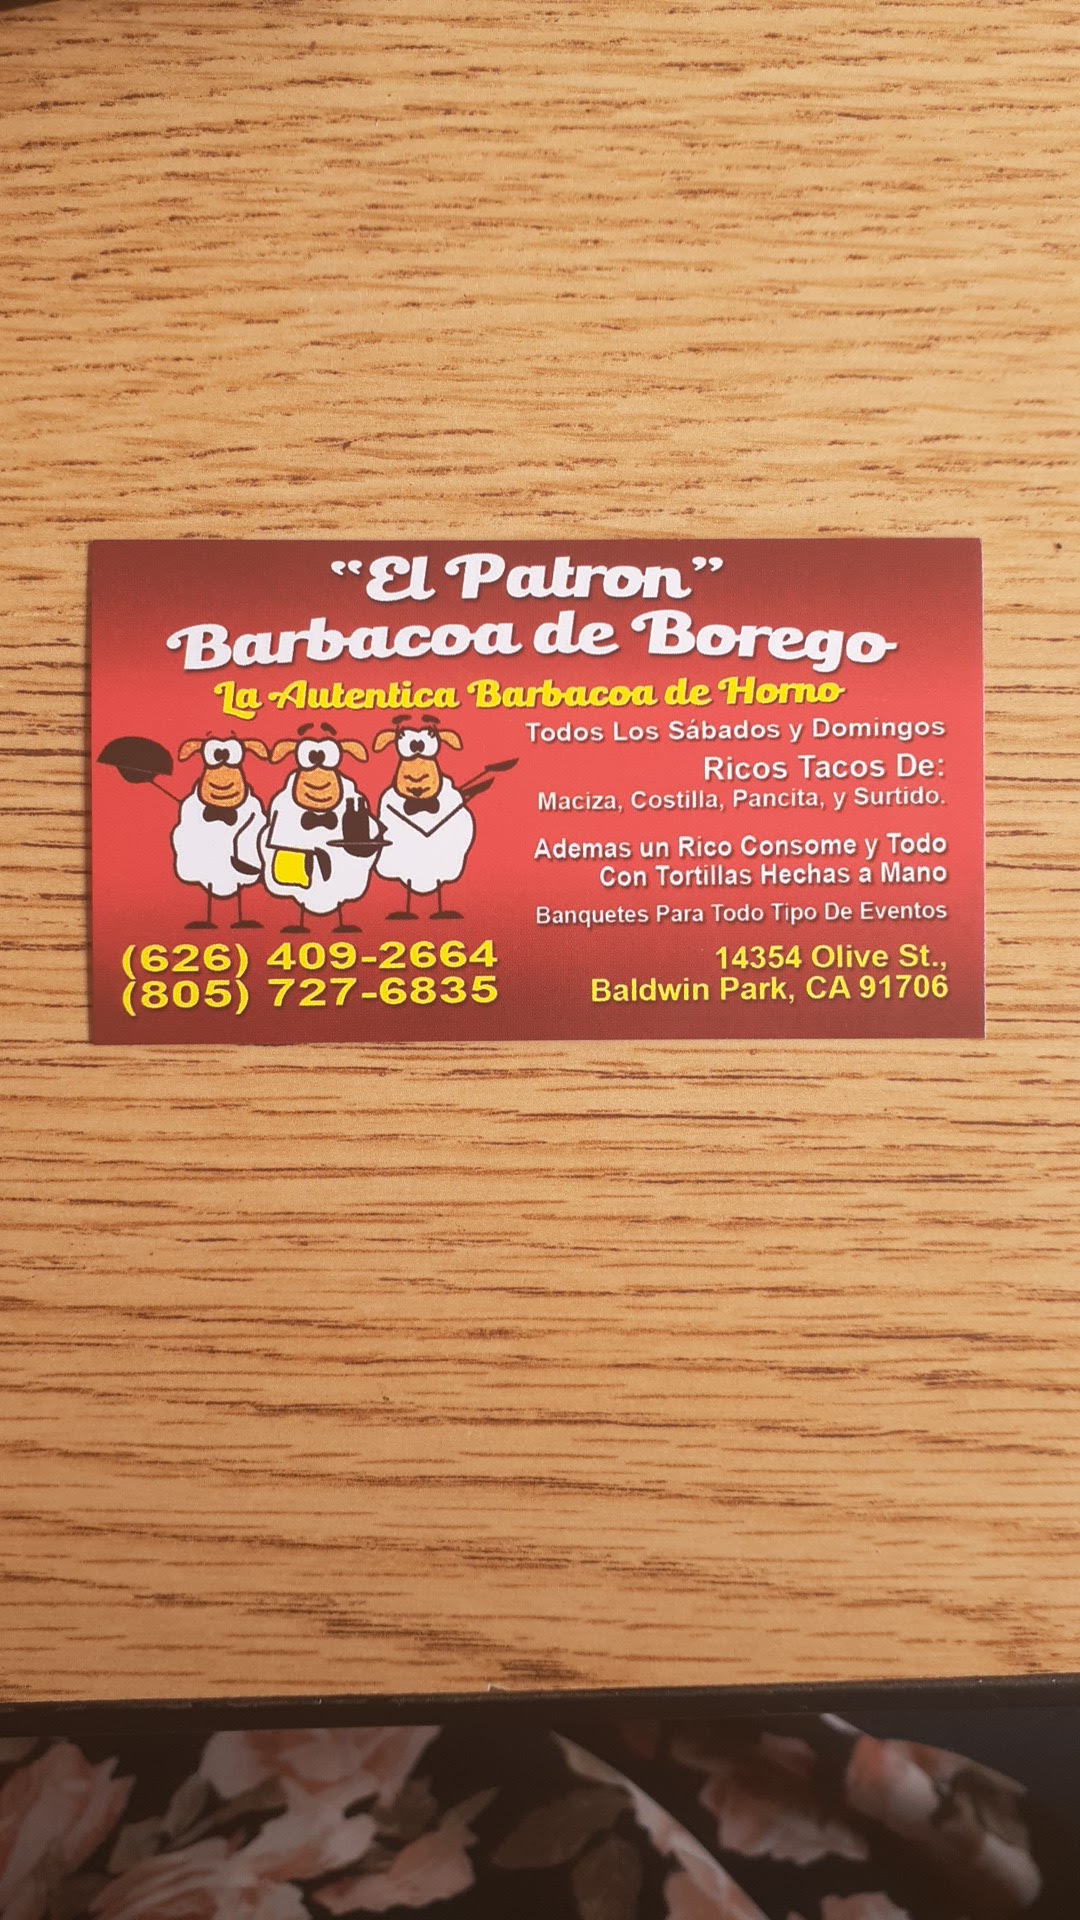 “El Patron”
Barbacoa de Borego
La Autentica Barbacoa de Horno
Todos Los Sábados y Domingos
Ricos Tacos De:
Maciza, Costilla, Pancita, y Surtido.
Ademas un Rico Consome y Todo
Con Tortillas Hechas a Mano
Banquetes Para Todo Tipo De Eventos
(626) 409-2664
(805) 727-6835
14354 Olive St.,
Baldwin Park, CA 91706